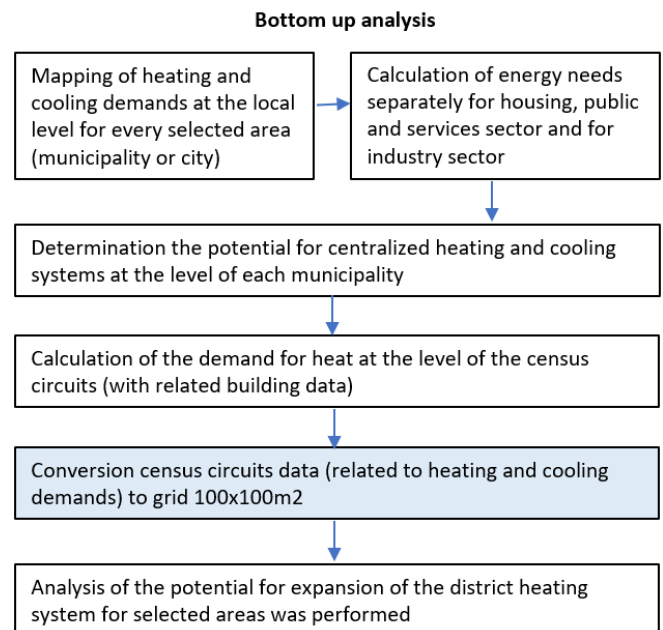 Bottom up analysis
Mapping of heating and
cooling demands at the local
level for every selected area
(municipality or city)
Calculation of energy needs
separately for housing, public
and services sector and for
industry sector
Determination the potential for centralized heating and cooling
systems at the level of each municipality
Calculation of the demand for heat at the level of the census
circuits (with related building data)
Conversion census circuits data (related to heating and cooling
demands) to grid 100x100m2
Analysis of the potential for expansion of the district heating
system for selected areas was performed